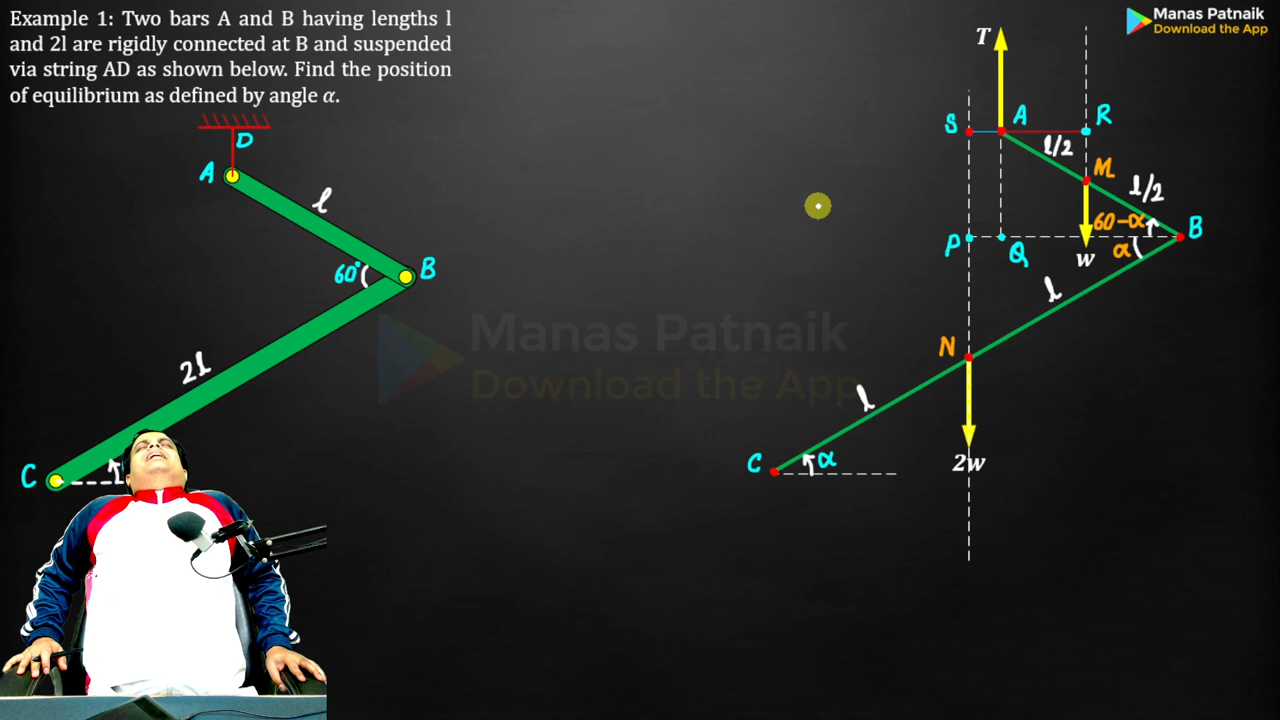 Example 1: Two bars A and B having lengths l
and 2l are rigidly connected at B and suspended
via string AD as shown below. Find the position
of equilibrium as defined by angle α.
Manas Patnaik
Download the App
D
A
l
60°
B
2l
C
T
S
A
R
l/2
M
l/2
60-α
B
P
Q
w
α
l
N
l
C
α
2w
Manas Patnaik
Download the App